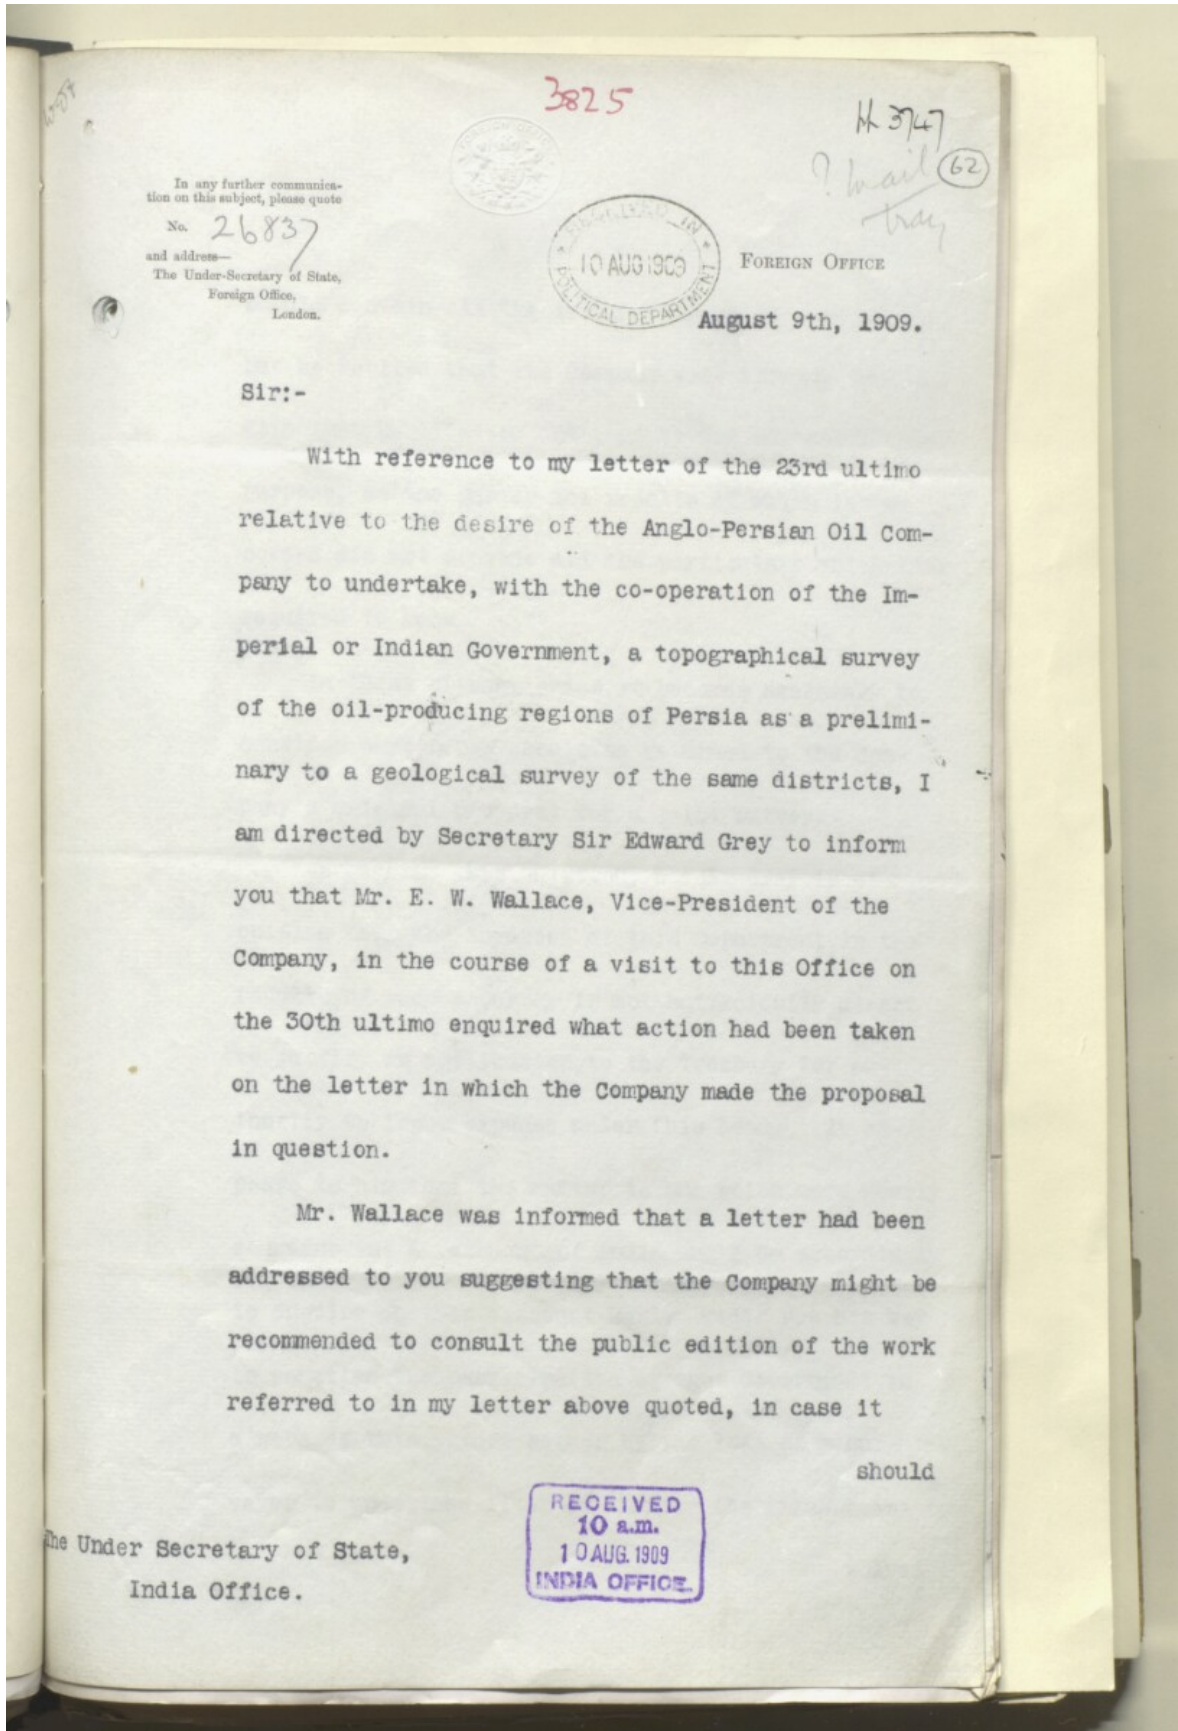 3825
3747
62
In any further communica-
tion on this subject, please quote
No. 26837
and address—
The Under-Secretary of State,
Foreign Office,
London.
RECEIVED IN
10 AUG 1909
POLITICAL DEPARTMENT
FOREIGN OFFICE
August 9th, 1909.
Sir:-
With reference to my letter of the 23rd ultimo
relative to the desire of the Anglo-Persian Oil Com-
pany to undertake, with the co-operation of the Im-
perial or Indian Government, a topographical survey
of the oil-producing regions of Persia as a prelimi-
nary to a geological survey of the same districts, I
am directed by Secretary Sir Edward Grey to inform
you that Mr. E. W. Wallace, Vice-President of the
Company, in the course of a visit to this Office on
the 30th ultimo enquired what action had been taken
on the letter in which the Company made the proposal
in question.
Mr. Wallace was informed that a letter had been
addressed to you suggesting that the Company might be
recommended to consult the public edition of the work
referred to in my letter above quoted, in case it
should
The Under Secretary of State,
India Office.
RECEIVED
10 a.m.
10 AUG. 1909
INDIA OFFICE